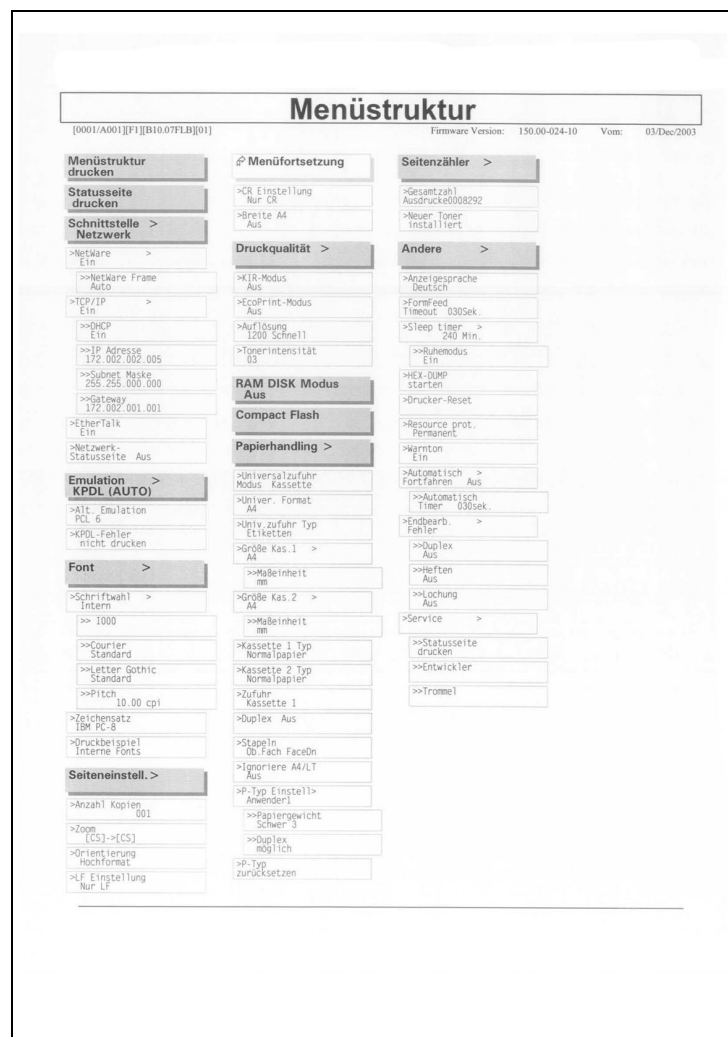 Menüstruktur
[0001/A001][F1][B10.07FLB][01] Firmware Version: 150.00-024-10 Vom: 03/Dec/2003
Menüstruktur
drucken
Statusseite
drucken
Schnittstelle >
Netzwerk
>NetWare >
Ein
>>NetWare Frame
Auto
>TCP/IP >
Ein
>>DHCP
Ein
>>IP Adresse
172.002.002.005
>>Subnet Maske
255.255.000.000
>>Gateway
172.002.001.001
>EtherTalk
Ein
>Netzwerk-
Statusseite Aus
Emulation >
KPDL (AUTO)
>Alt. Emulation
PCL 6
>KPDL-Fehler
nicht drucken
Font >
>Schriftwahl >
Intern
>> I000
>>Courier
Standard
>>Letter Gothic
Standard
>>Pitch
10.00 cpi
>Zeichensatz
IBM PC-8
>Druckbeispiel
Interne Fonts
Seiteneinstell. >
>Anzahl Kopien
001
>Zoom
[CS]->[CS]
>Orientierung
Hochformat
>LF Einstellung
Nur LF
Menüfortsetzung
>CR Einstellung
Nur CR
>Breite A4
Aus
Druckqualität >
>KIR-Modus
Aus
>EcoPrint-Modus
Aus
>Auflösung
1200 Schnell
>Tonerintensität
03
RAM DISK Modus
Aus
Compact Flash
Papierhandling >
>Universalzufuhr
Modus Kassette
>Univer. Format
A4
>Univ.zufuhr Typ
Etiketten
>Größe Kas.1 >
A4
>>Maßeinheit
mm
>Größe Kas.2 >
A4
>>Maßeinheit
mm
>Kassette 1 Typ
Normalpapier
>Kassette 2 Typ
Normalpapier
>Zufuhr
Kassette 1
>Duplex Aus
>Stapeln
Ob.Fach FaceDn
>Ignoriere A4/LT
Aus
>P-Typ Einstell>
Anwender1
>>Papiergewicht
Schwer 3
>>Duplex
möglich
>P-Typ
zurücksetzen
Seitenzähler >
>Gesamtzahl
Ausdrucke0008292
>Neuer Toner
installiert
Andere >
>Anzeigesprache
Deutsch
>FormFeed
Timeout 030Sek.
>Sleep timer >
240 Min.
>>Ruhemodus
Ein
>HEX-DUMP
starten
>Drucker-Reset
>Resource prot.
Permanent
>Warnton
Ein
>Automatisch >
Fortfahren Aus
>>Automatisch
Timer 030sek.
>Endbearb. >
Fehler
>>Duplex
Aus
>>Heften
Aus
>>Lochung
Aus
>Service >
>>Statusseite
drucken
>>Entwickler
>>Trommel